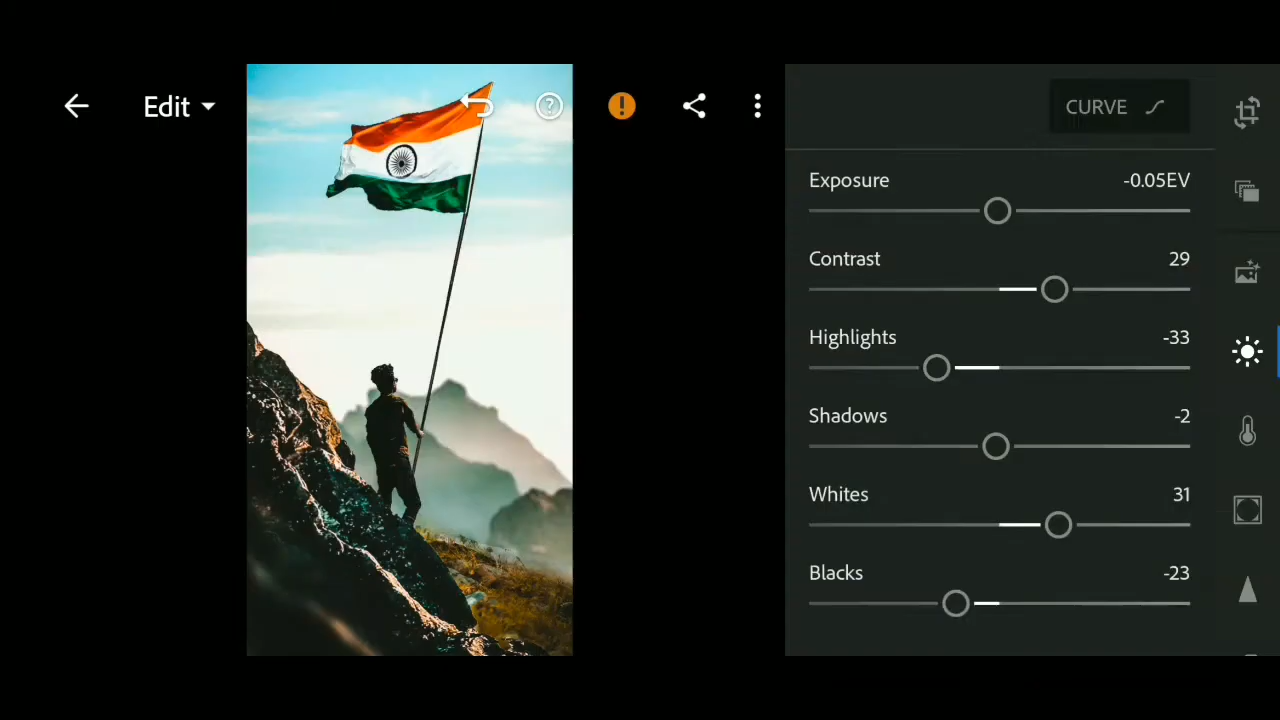 Edit
CURVE
Exposure -0.05EV
Contrast 29
Highlights -33
Shadows -2
Whites 31
Blacks -23